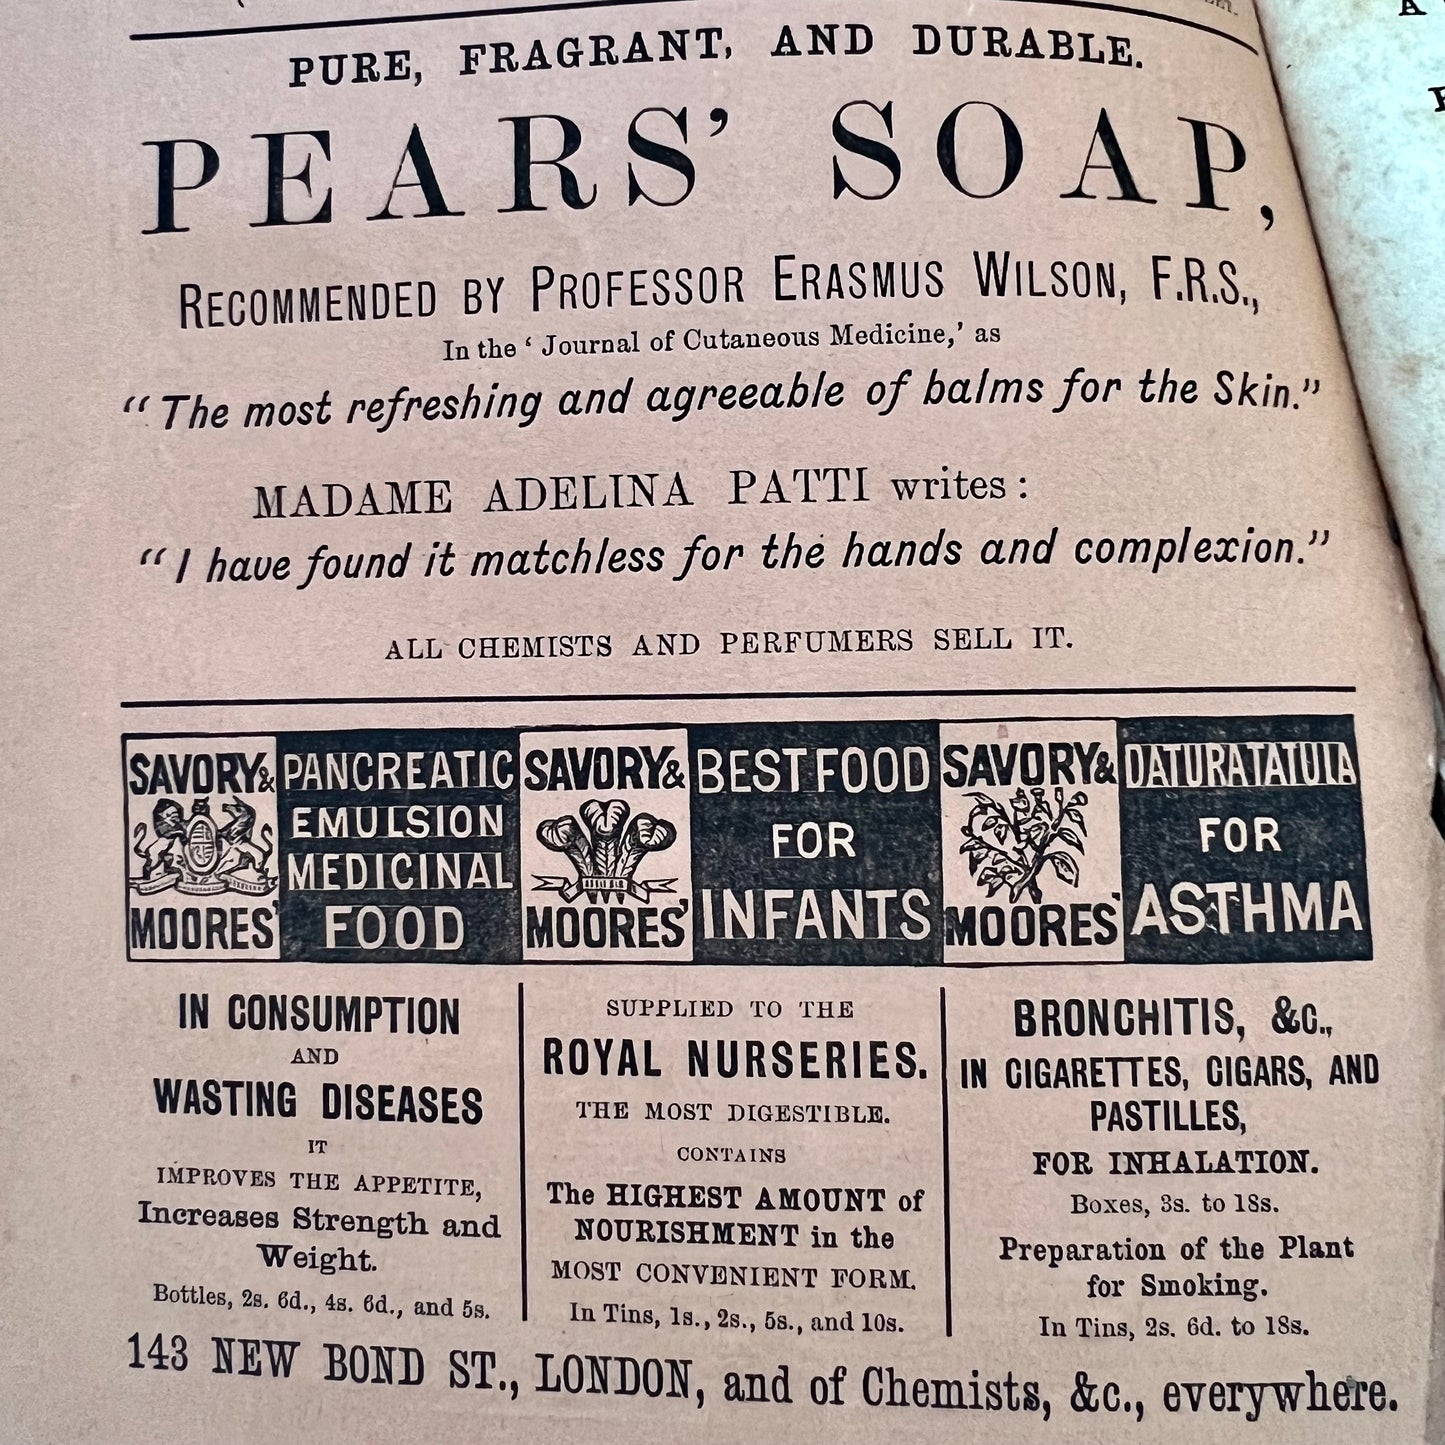 PURE, FRAGRANT, AND DURABLE.
PEARS' SOAP,
RECOMMENDED BY PROFESSOR ERASMUS WILSON, F.R.S.,
In the ‘ Journal of Cutaneous Medicine,’ as
“The most refreshing and agreeable of balms for the Skin.”
MADAME ADELINA PATTI writes :
“I have found it matchless for the hands and complexion.”
ALL CHEMISTS AND PERFUMERS SELL IT.
SAVORY &
MOORES'
PANCREATIC
EMULSION
MEDICINAL
FOOD
IN CONSUMPTION
AND
WASTING DISEASES
IT
IMPROVES THE APPETITE,
Increases Strength and
Weight.
Bottles, 2s. 6d., 4s. 6d., and 5s.
SAVORY &
MOORES'
BEST FOOD
FOR
INFANTS
SUPPLIED TO THE
ROYAL NURSERIES.
THE MOST DIGESTIBLE.
CONTAINS
The HIGHEST AMOUNT of
NOURISHMENT in the
MOST CONVENIENT FORM.
In Tins, 1s., 2s., 5s., and 10s.
SAVORY &
MOORES'
DATURA TATULA
FOR
ASTHMA
BRONCHITIS, &c.,
IN CIGARETTES, CIGARS, AND
PASTILLES,
FOR INHALATION.
Boxes, 3s. to 18s.
Preparation of the Plant
for Smoking.
In Tins, 2s. 6d. to 18s.
143 NEW BOND ST., LONDON, and of Chemists, &c., everywhere.